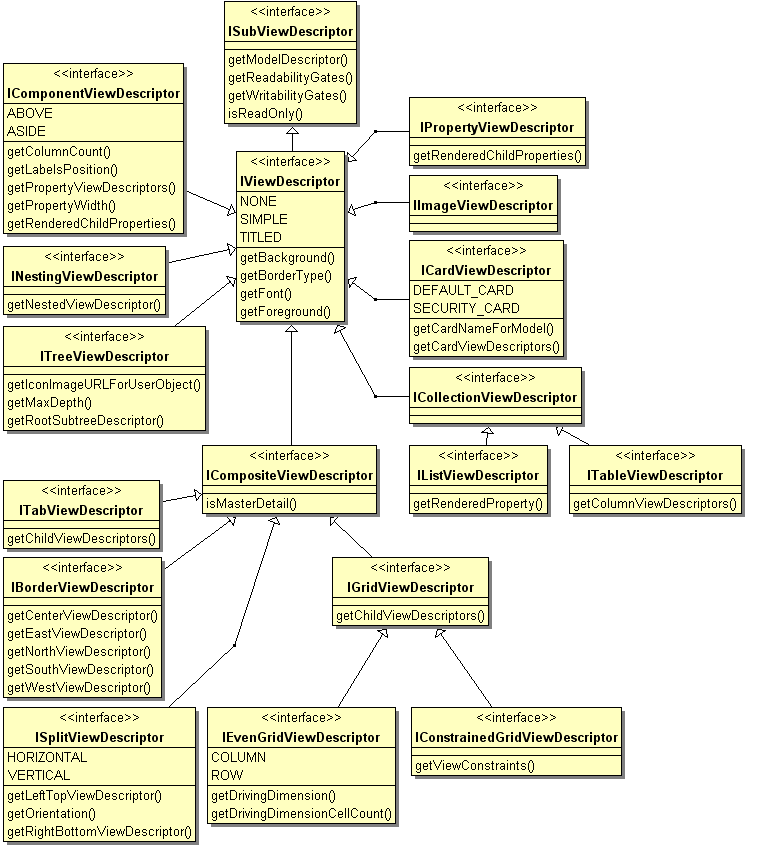 <<interface>>
ISubViewDescriptor
getModelDescriptor()
getReadabilityGates()
getWritabilityGates()
isReadOnly()
<<interface>>
IComponentViewDescriptor
ABOVE
ASIDE
getColumnCount()
getLabelsPosition()
getPropertyViewDescriptors()
getPropertyWidth()
getRenderedChildProperties()
<<interface>>
IViewDescriptor
NONE
SIMPLE
TITLED
getBackground()
getBorderType()
getFont()
getForeground()
<<interface>>
IPropertyViewDescriptor
getRenderedChildProperties()
<<interface>>
IImageViewDescriptor
<<interface>>
INestingViewDescriptor
getNestedViewDescriptor()
<<interface>>
ICardViewDescriptor
DEFAULT_CARD
SECURITY_CARD
getCardNameForModel()
getCardViewDescriptors()
<<interface>>
ITreeViewDescriptor
getIconImageURLForUserObject()
getMaxDepth()
getRootSubtreeDescriptor()
<<interface>>
ICollectionViewDescriptor
<<interface>>
ICompositeViewDescriptor
isMasterDetail()
<<interface>>
IListViewDescriptor
getRenderedProperty()
<<interface>>
ITableViewDescriptor
getColumnViewDescriptors()
<<interface>>
ITabViewDescriptor
getChildViewDescriptors()
<<interface>>
IBorderViewDescriptor
getCenterViewDescriptor()
getEastViewDescriptor()
getNorthViewDescriptor()
getSouthViewDescriptor()
getWestViewDescriptor()
<<interface>>
IGridViewDescriptor
getChildViewDescriptors()
<<interface>>
ISplitViewDescriptor
HORIZONTAL
VERTICAL
getLeftTopViewDescriptor()
getOrientation()
getRightBottomViewDescriptor()
<<interface>>
IEvenGridViewDescriptor
COLUMN
ROW
getDrivingDimension()
getDrivingDimensionCellCount()
<<interface>>
IConstrainedGridViewDescriptor
getViewConstraints()